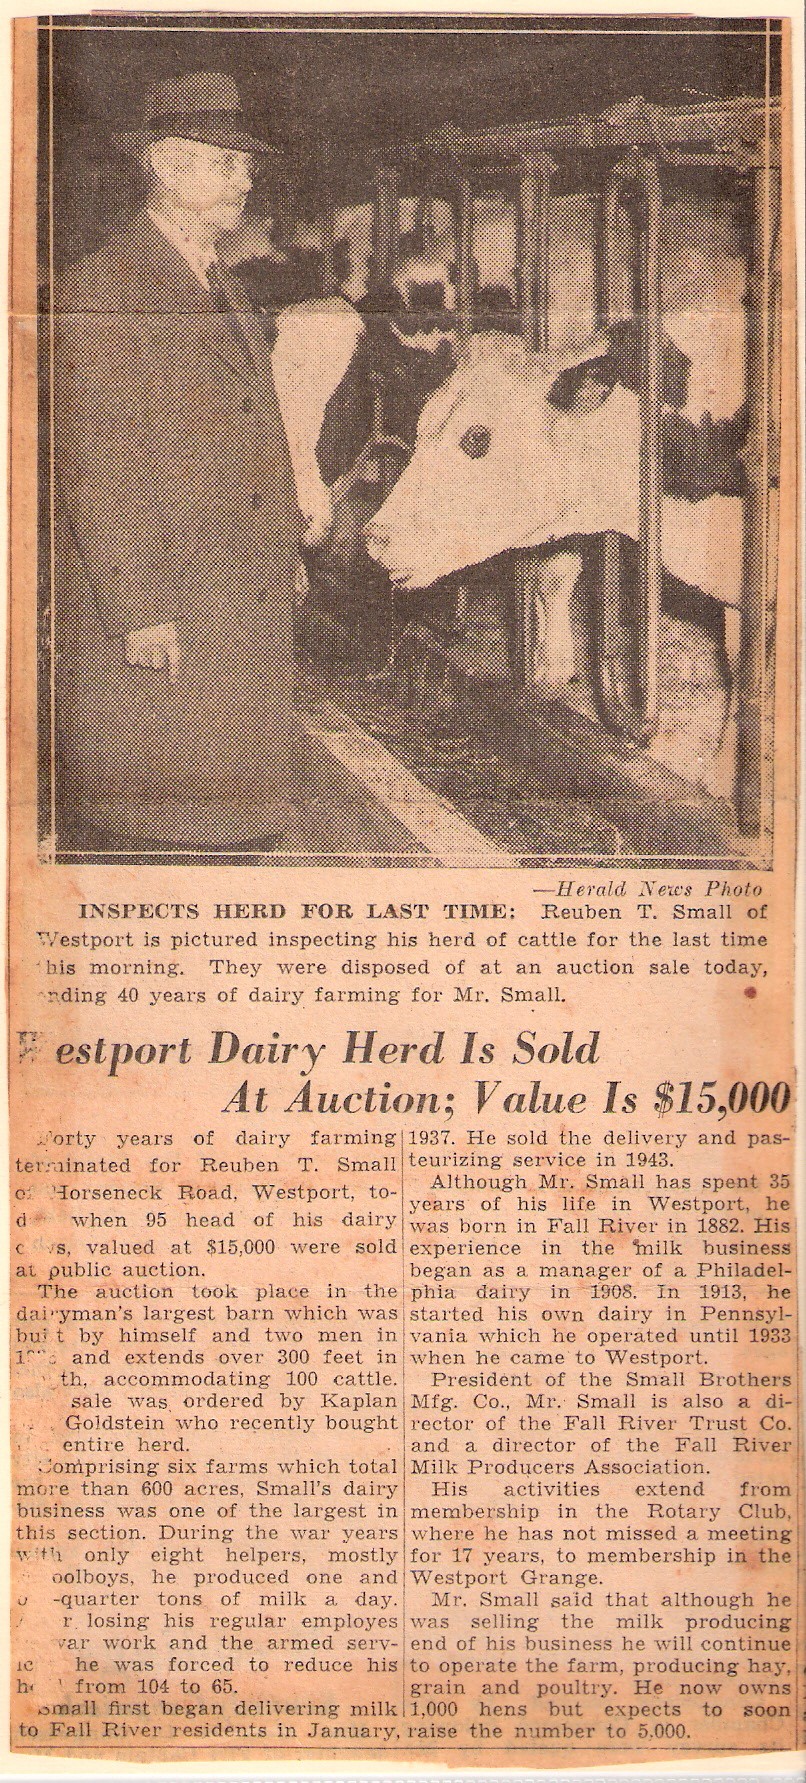 —Herald News Photo
INSPECTS HERD FOR LAST TIME: Reuben T. Small of
Westport is pictured inspecting his herd of cattle for the last time
his morning. They were disposed of at an auction sale today,
nding 40 years of dairy farming for Mr. Small.
Westport Dairy Herd Is Sold
At Auction; Value Is $15,000
Forty years of dairy farming
terminated for Reuben T. Small
of Horseneck Road, Westport, to-
d when 95 head of his dairy
c s, valued at $15,000 were sold
at public auction.
The auction took place in the
dairyman's largest barn which was
built by himself and two men in
and extends over 300 feet in
th, accommodating 100 cattle.
sale was ordered by Kaplan
Goldstein who recently bought
entire herd.
Comprising six farms which total
more than 600 acres, Small's dairy
business was one of the largest in
this section. During the war years
with only eight helpers, mostly
oolboys, he produced one and
-quarter tons of milk a day.
r losing his regular employes
war work and the armed serv-
ic he was forced to reduce his
h from 104 to 65.
Small first began delivering milk
to Fall River residents in January,
1937. He sold the delivery and pas-
teurizing service in 1943.
Although Mr. Small has spent 35
years of his life in Westport, he
was born in Fall River in 1882. His
experience in the milk business
began as a manager of a Philadel-
phia dairy in 1908. In 1913, he
started his own dairy in Pennsyl-
vania which he operated until 1933
when he came to Westport.
President of the Small Brothers
Mfg. Co., Mr. Small is also a di-
rector of the Fall River Trust Co.
and a director of the Fall River
Milk Producers Association.
His activities extend from
membership in the Rotary Club,
where he has not missed a meeting
for 17 years, to membership in the
Westport Grange.
Mr. Small said that although he
was selling the milk producing
end of his business he will continue
to operate the farm, producing hay,
grain and poultry. He now owns
1,000 hens but expects to soon
raise the number to 5,000.